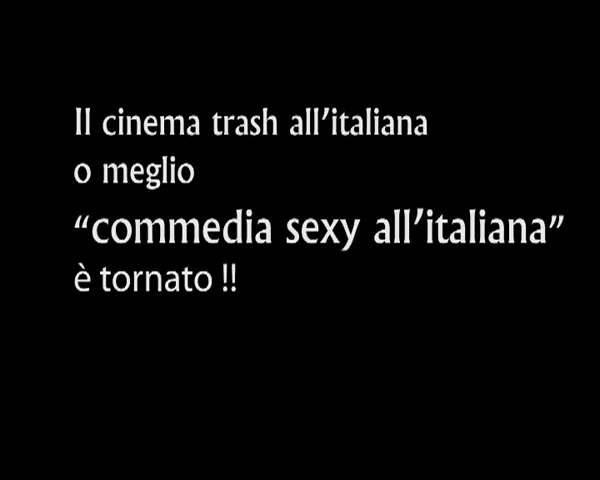 Il cinema trash all'italiana
o meglio
“commedia sexy all'italiana”
è tornato !!